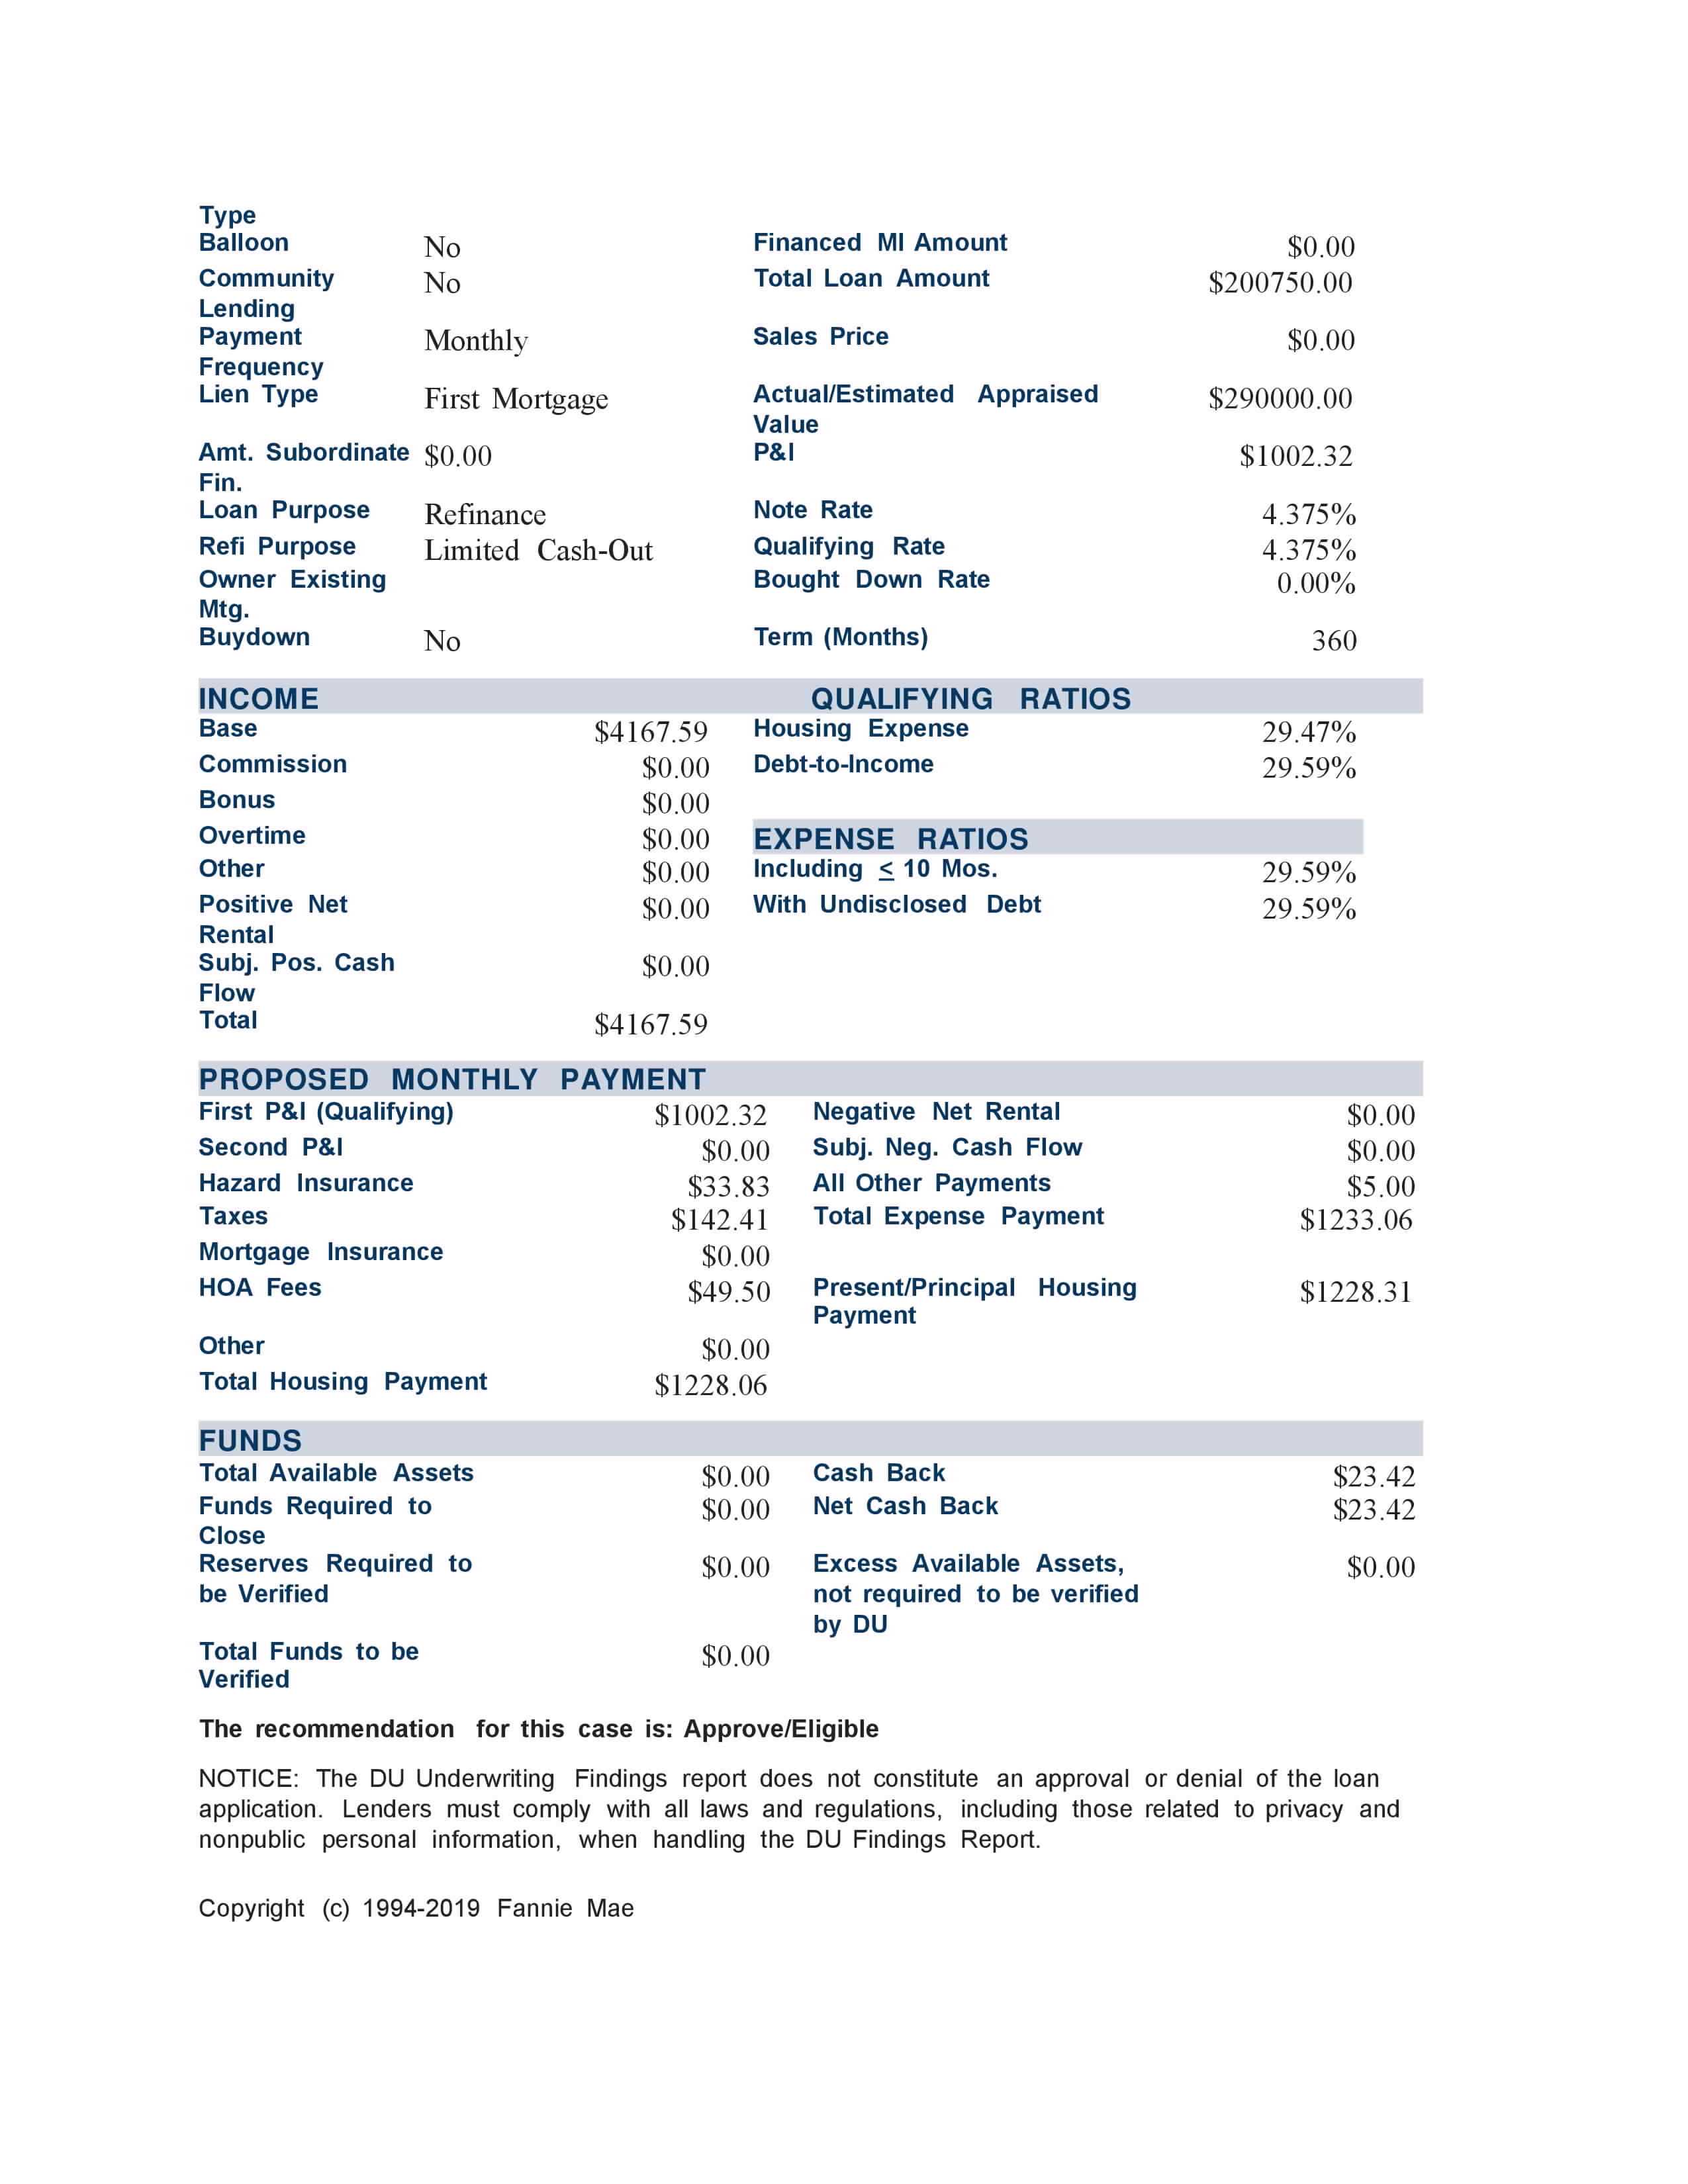 Type
Balloon No Financed MI Amount $0.00
Community No Total Loan Amount $200750.00
Lending
Payment Monthly Sales Price $0.00
Frequency
Lien Type First Mortgage Actual/Estimated Appraised $290000.00
Value
Amt. Subordinate $0.00 P&I $1002.32
Fin.
Loan Purpose Refinance Note Rate 4.375%
Refi Purpose Limited Cash-Out Qualifying Rate 4.375%
Owner Existing Bought Down Rate 0.00%
Mtg.
Buydown No Term (Months) 360
INCOME QUALIFYING RATIOS
Base $4167.59 Housing Expense 29.47%
Commission $0.00 Debt-to-Income 29.59%
Bonus $0.00
Overtime $0.00 EXPENSE RATIOS
Other $0.00 Including ≤ 10 Mos. 29.59%
Positive Net $0.00 With Undisclosed Debt 29.59%
Rental
Subj. Pos. Cash $0.00
Flow
Total $4167.59
PROPOSED MONTHLY PAYMENT
First P&I (Qualifying) $1002.32 Negative Net Rental $0.00
Second P&I $0.00 Subj. Neg. Cash Flow $0.00
Hazard Insurance $33.83 All Other Payments $5.00
Taxes $142.41 Total Expense Payment $1233.06
Mortgage Insurance $0.00
HOA Fees $49.50 Present/Principal Housing $1228.31
Payment
Other $0.00
Total Housing Payment $1228.06
FUNDS
Total Available Assets $0.00 Cash Back $23.42
Funds Required to $0.00 Net Cash Back $23.42
Close
Reserves Required to $0.00 Excess Available Assets, $0.00
be Verified not required to be verified
by DU
Total Funds to be $0.00
Verified
The recommendation for this case is: Approve/Eligible
NOTICE: The DU Underwriting Findings report does not constitute an approval or denial of the loan
application. Lenders must comply with all laws and regulations, including those related to privacy and
nonpublic personal information, when handling the DU Findings Report.
Copyright (c) 1994-2019 Fannie Mae